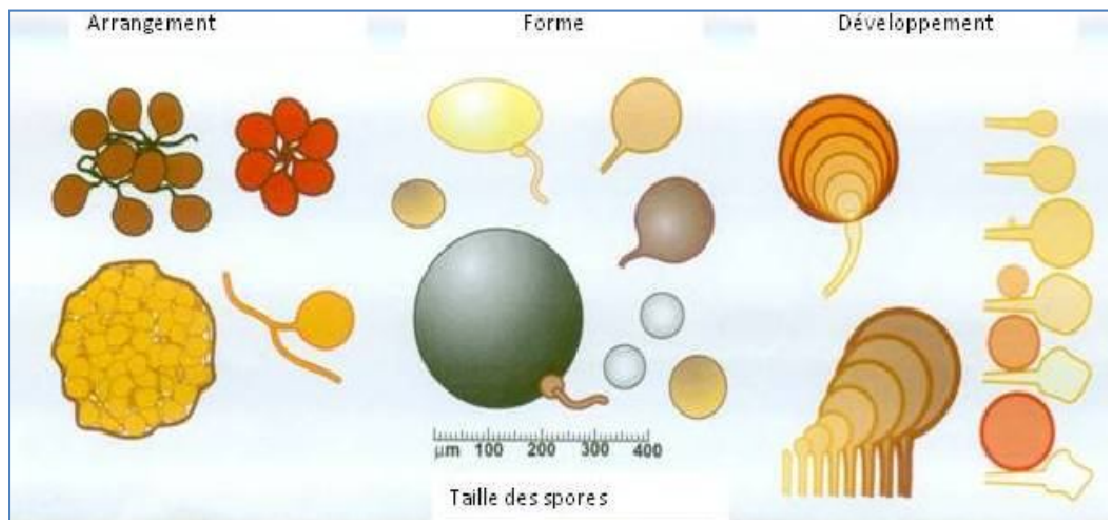 Arrangement
Forme
Développement
µm 100 200 300 400
Taille des spores